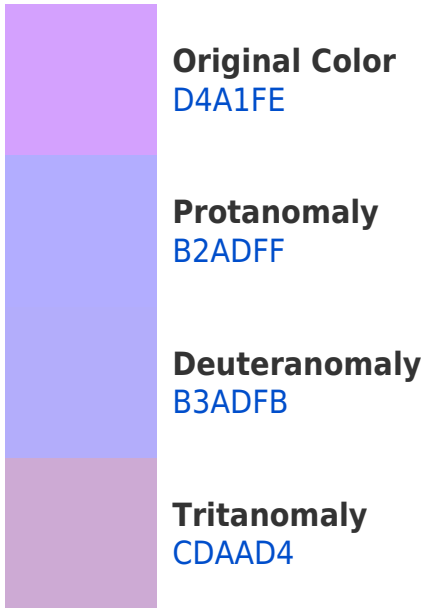 Original Color
D4A1FE
Protanomaly
B2ADFF
Deuteranomaly
B3ADFB
Tritanomaly
CDAAD4